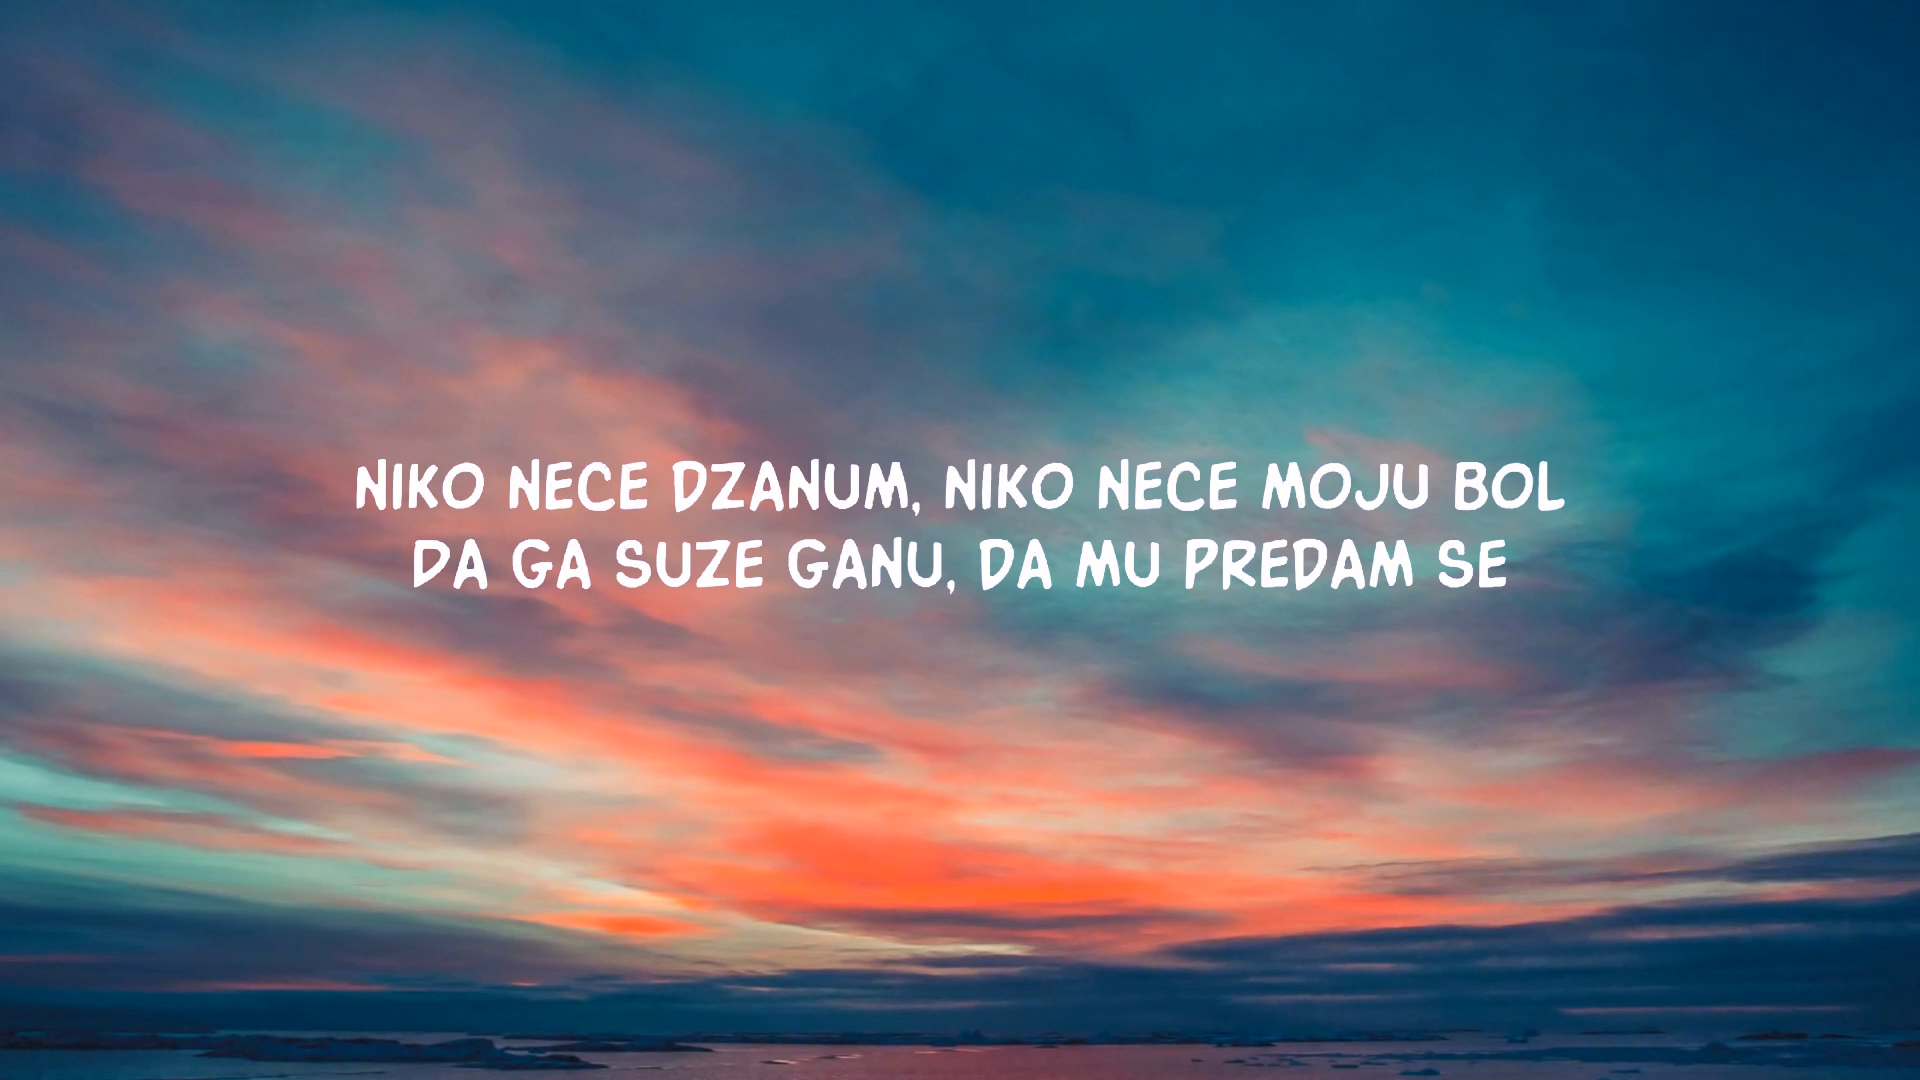 NIKO NECE DZANUM, NIKO NECE MOJU BOL
DA GA SUZE GANU, DA MU PREDAM SE